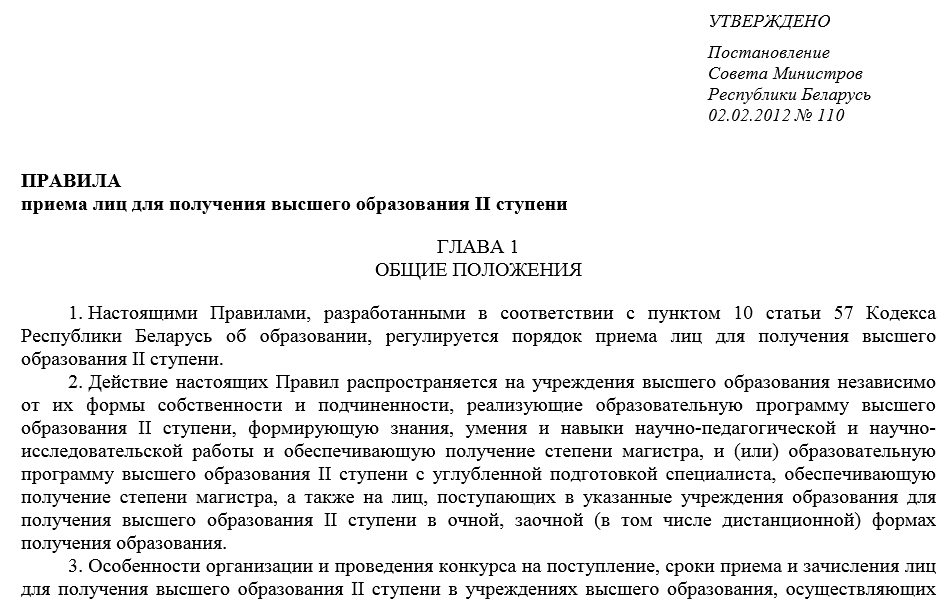 УТВЕРЖДЕНО
Постановление
Совета Министров
Республики Беларусь
02.02.2012 № 110
ПРАВИЛА
приема лиц для получения высшего образования II ступени
ГЛАВА 1
ОБЩИЕ ПОЛОЖЕНИЯ
1. Настоящими Правилами, разработанными в соответствии с пунктом 10 статьи 57 Кодекса
Республики Беларусь об образовании, регулируется порядок приема лиц для получения высшего
образования II ступени.
2. Действие настоящих Правил распространяется на учреждения высшего образования независимо
от их формы собственности и подчиненности, реализующие образовательную программу высшего
образования II ступени, формирующую знания, умения и навыки научно-педагогической и научно-
исследовательской работы и обеспечивающую получение степени магистра, и (или) образовательную
программу высшего образования II ступени с углубленной подготовкой специалиста, обеспечивающую
получение степени магистра, а также на лиц, поступающих в указанные учреждения образования для
получения высшего образования II ступени в очной, заочной (в том числе дистанционной) формах
получения образования.
3. Особенности организации и проведения конкурса на поступление, сроки приема и зачисления лиц
для получения высшего образования II ступени в учреждениях высшего образования, осуществляющих